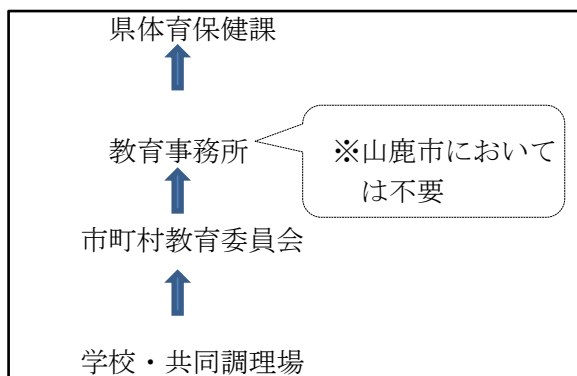 県体育保健課
教育事務所
※山鹿市において
は不要
市町村教育委員会
学校・共同調理場